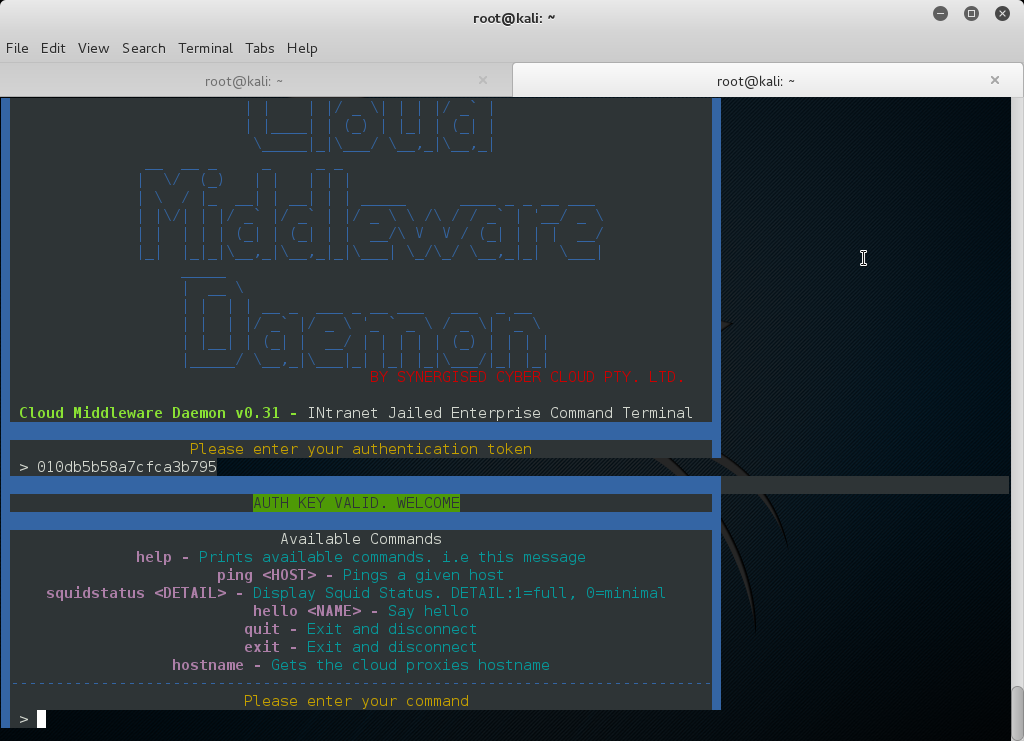 root@kali: ~
File Edit View Search Terminal Tabs Help
root@kali: ~ × root@kali: ~ ×
Cloud
Middleware
Daemon
BY SYNERGISED CYBER CLOUD PTY. LTD.
Cloud Middleware Daemon v0.31 - INtranet Jailed Enterprise Command Terminal
Please enter your authentication token
> 010db5b58a7cfca3b795
AUTH KEY VALID. WELCOME
Available Commands
help - Prints available commands. i.e this message
ping <HOST> - Pings a given host
squidstatus <DETAIL> - Display Squid Status. DETAIL:1=full, 0=minimal
hello <NAME> - Say hello
quit - Exit and disconnect
exit - Exit and disconnect
hostname - Gets the cloud proxies hostname
------------------------------------------------------------------------------
Please enter your command
>